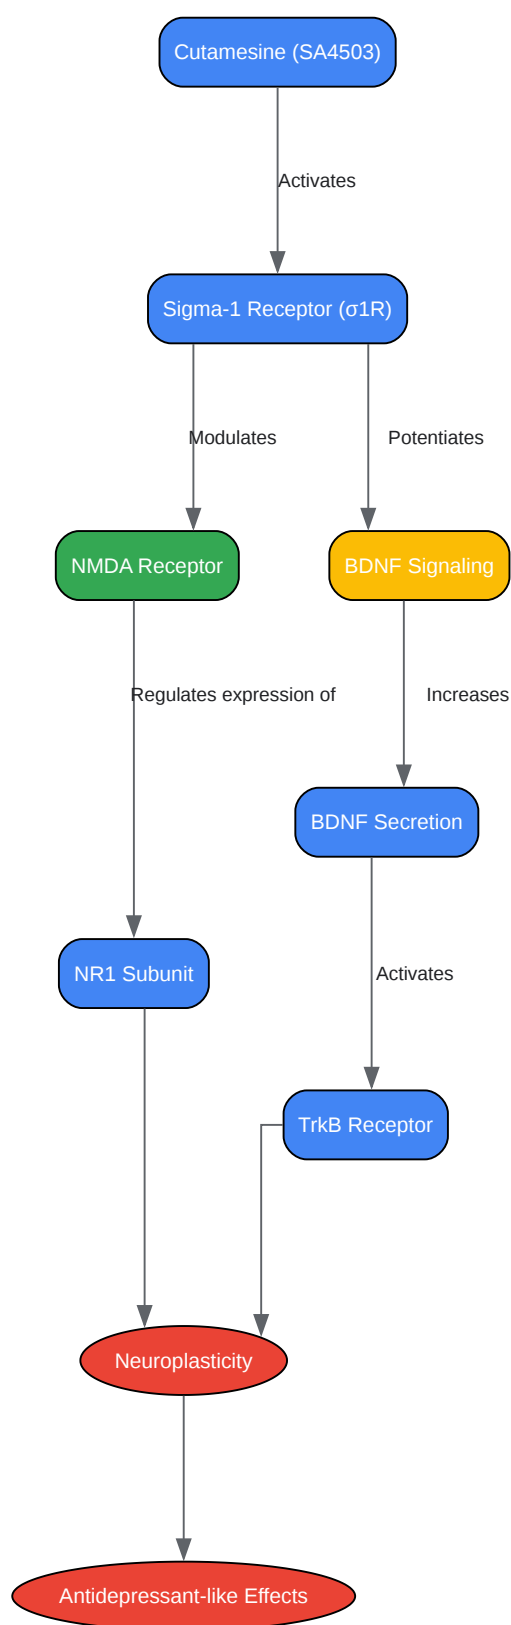 Cutamesine (SA4503)
Activates
Sigma-1 Receptor (σ1R)
Modulates
Potentiates
NMDA Receptor
BDNF Signaling
Regulates expression of
Increases
BDNF Secretion
NR1 Subunit
Activates
TrkB Receptor
Neuroplasticity
Antidepressant-like Effects